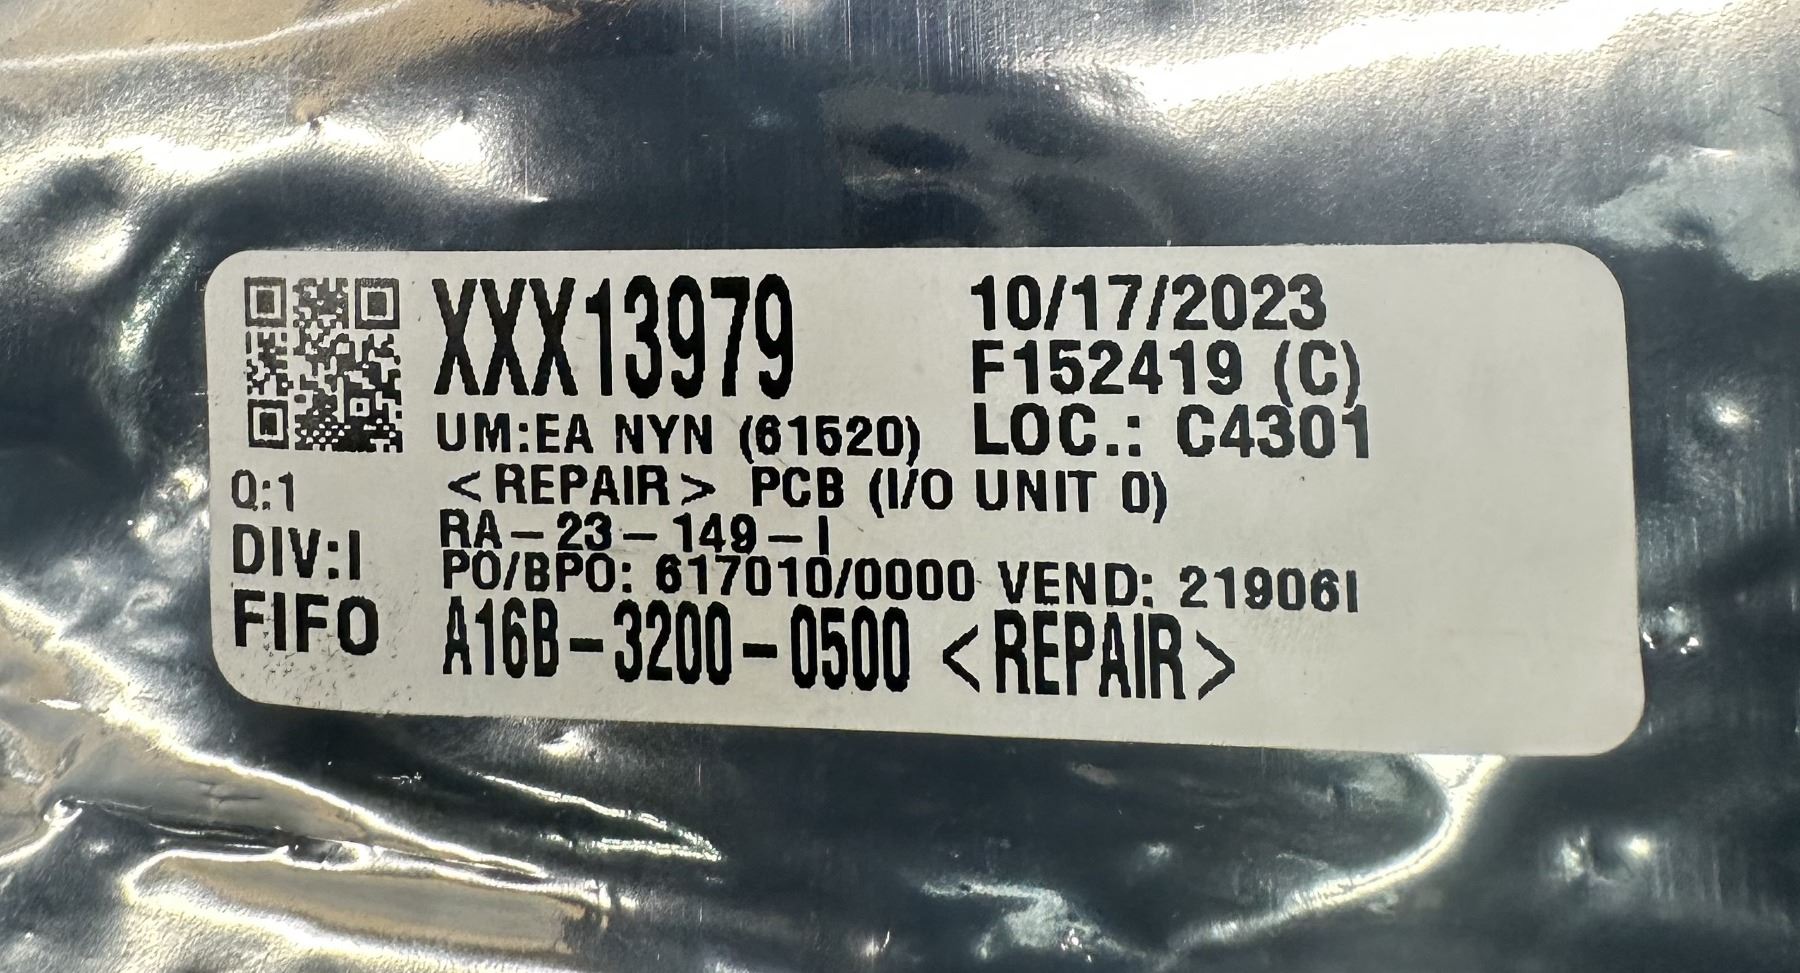 XXX13979
10/17/2023
F152419 (C)
UM:EA NYN (61520)
LOC.: C4301
Q:1
<REPAIR> PCB (I/O UNIT 0)
RA-23-149-I
DIV:I
PO/BPO: 617010/0000 VEND: 21906I
FIFO
A16B-3200-0500 <REPAIR>